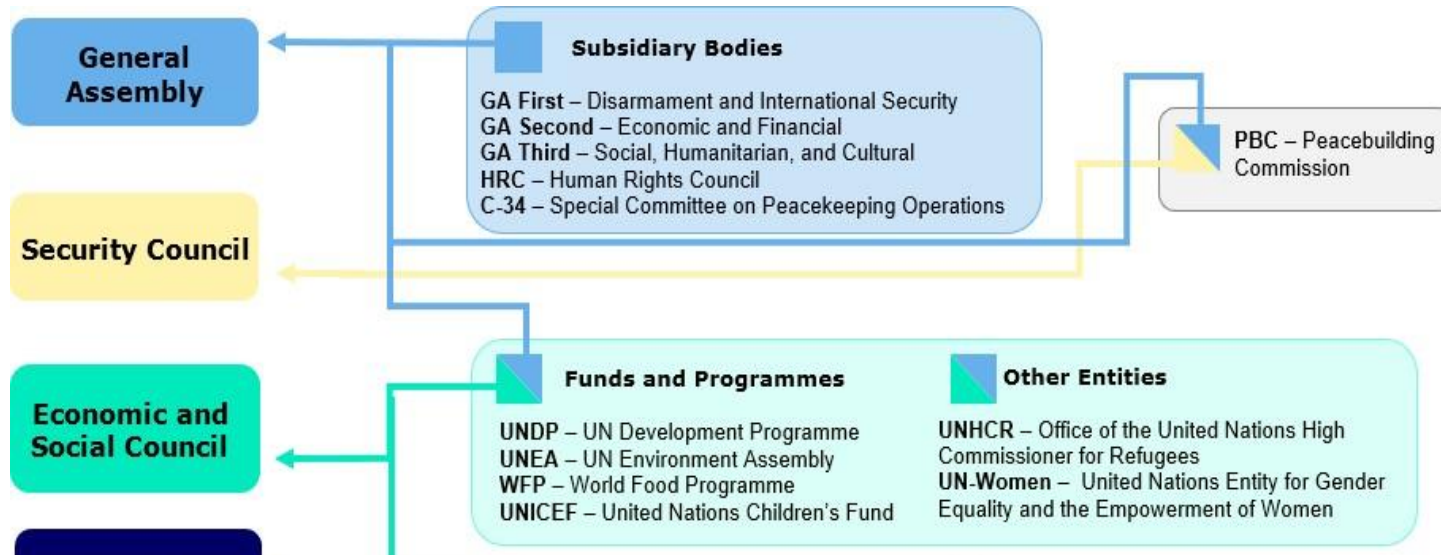 General
Assembly
Subsidiary Bodies
GA First – Disarmament and International Security
GA Second – Economic and Financial
GA Third – Social, Humanitarian, and Cultural
HRC – Human Rights Council
C-34 – Special Committee on Peacekeeping Operations
PBC – Peacebuilding
Commission
Security Council
Economic and
Social Council
Funds and Programmes
UNDP – UN Development Programme
UNEA – UN Environment Assembly
WFP – World Food Programme
UNICEF – United Nations Children's Fund
Other Entities
UNHCR – Office of the United Nations High
Commissioner for Refugees
UN-Women – United Nations Entity for Gender
Equality and the Empowerment of Women